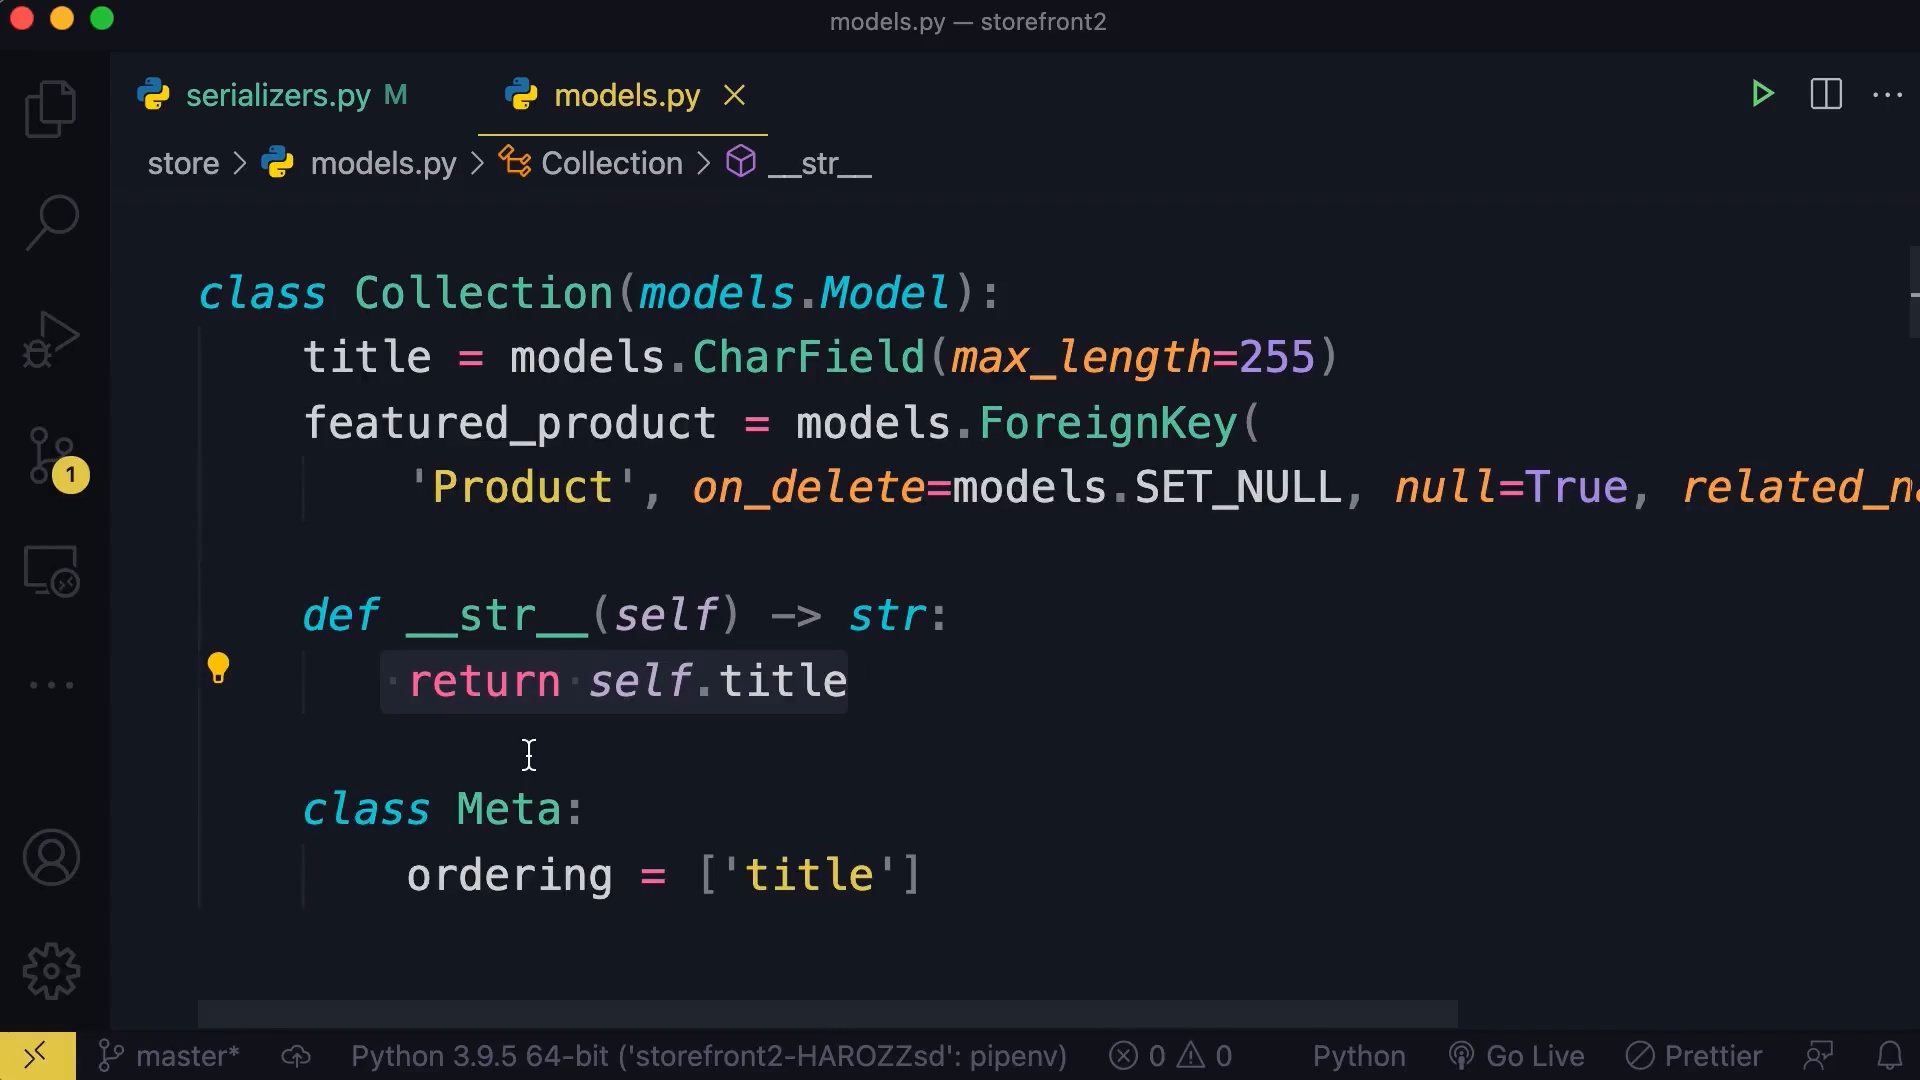 models.py — storefront2
serializers.py M
models.py
store > models.py > Collection > __str__
class Collection(models.Model):
title = models.CharField(max_length=255)
featured_product = models.ForeignKey(
'Product', on_delete=models.SET_NULL, null=True, related_na
def __str__(self) -> str:
return self.title
class Meta:
ordering = ['title']
1
master* Python 3.9.5 64-bit ('storefront2-HAROZZsd': pipenv) 0 0 Python Go Live Prettier